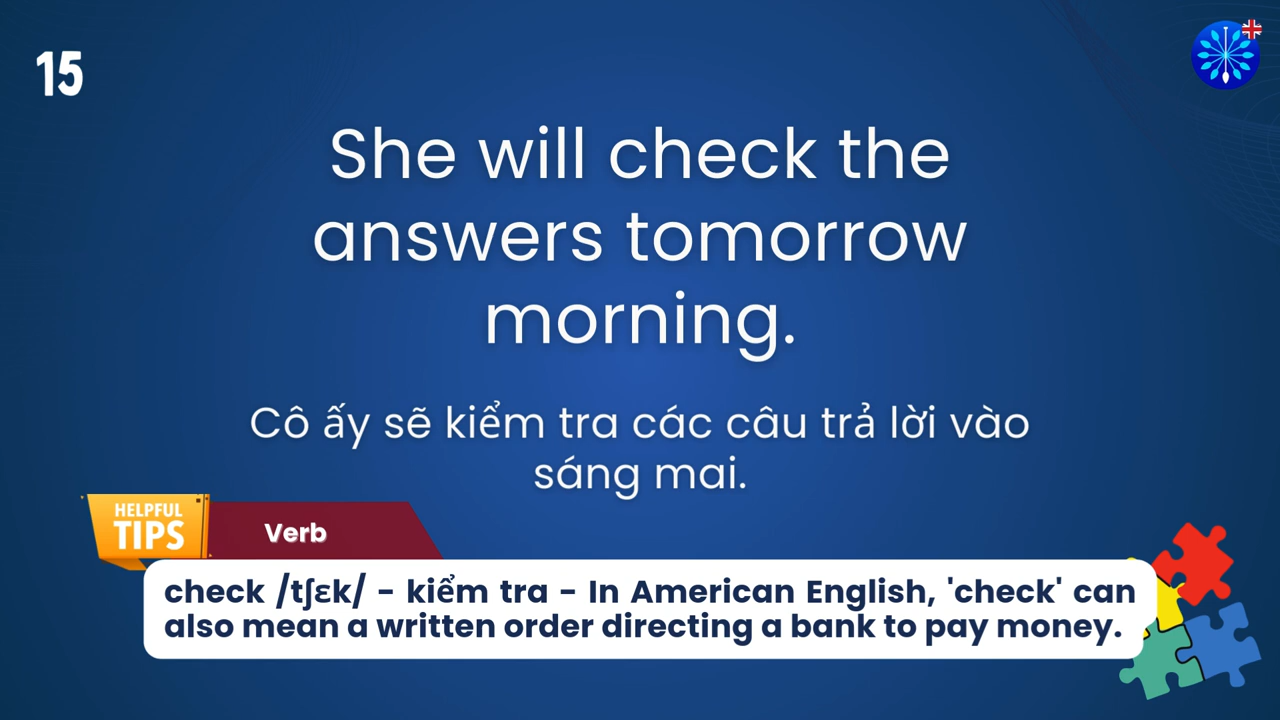 15
She will check the
answers tomorrow
morning.
Cô ấy sẽ kiểm tra các câu trả lời vào
sáng mai.
HELPFUL
TIPS
Verb
check /tʃɛk/ - kiểm tra - In American English, 'check' can
also mean a written order directing a bank to pay money.